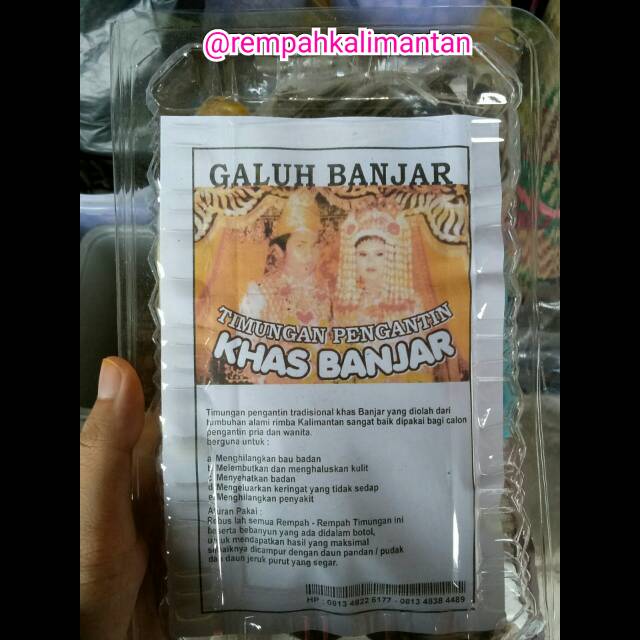 @rempahkalimantan
GALUH BANJAR
TIMUNGAN PENGANTIN
KHAS BANJAR
Timungan pengantin tradisional khas Banjar yang diolah dari
tumbuhan alami rimba Kalimantan sangat baik dipakai bagi calon
pengantin pria dan wanita.
berguna untuk :
a Menghilangkan bau badan
b Melembutkan dan menghaluskan kulit
c Menyehatkan badan
d Mengeluarkan keringat yang tidak sedap
e Menghilangkan penyakit
Aturan Pakai :
Rebus lah semua Rempah - Rempah Timungan ini
beserta bebanyun yang ada didalam botol,
untuk mendapatkan hasil yang maksimal
sebaiknya dicampur dengan daun pandan / pudak
dan daun jeruk purut yang segar.
HP : 0813 4822 6177 - 0813 4838 4489